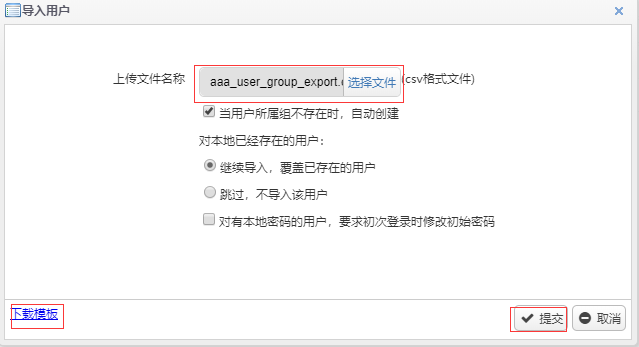 导入用户
上传文件名称 aaa_user_group_export.c 选择文件 (csv格式文件)
当用户所属组不存在时，自动创建
对本地已经存在的用户：
继续导入，覆盖已存在的用户
跳过，不导入该用户
对有本地密码的用户，要求初次登录时修改初始密码
下载模板 提交 取消